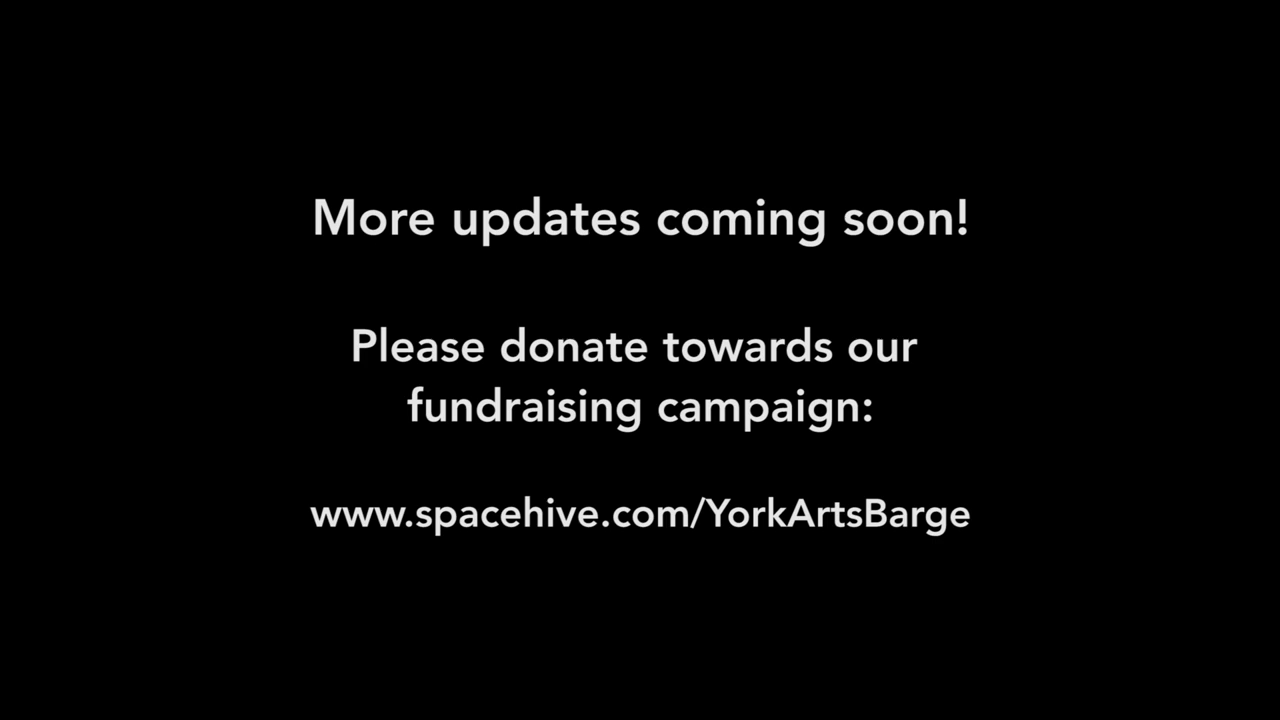 More updates coming soon!
Please donate towards our
fundraising campaign:
www.spacehive.com/YorkArtsBarge